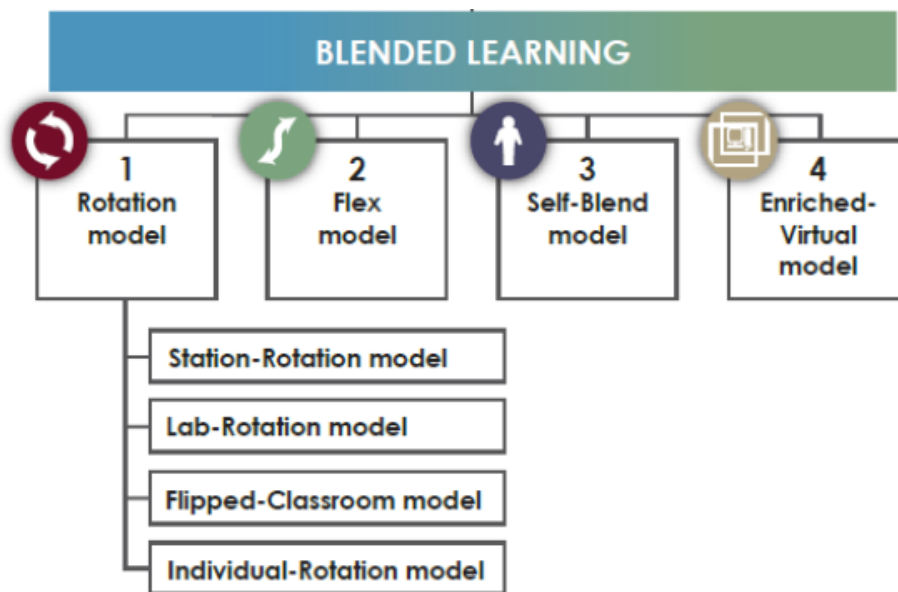 BLENDED LEARNING
1
Rotation
model
2
Flex
model
3
Self-Blend
model
4
Enriched-
Virtual
model
Station-Rotation model
Lab-Rotation model
Flipped-Classroom model
Individual-Rotation model